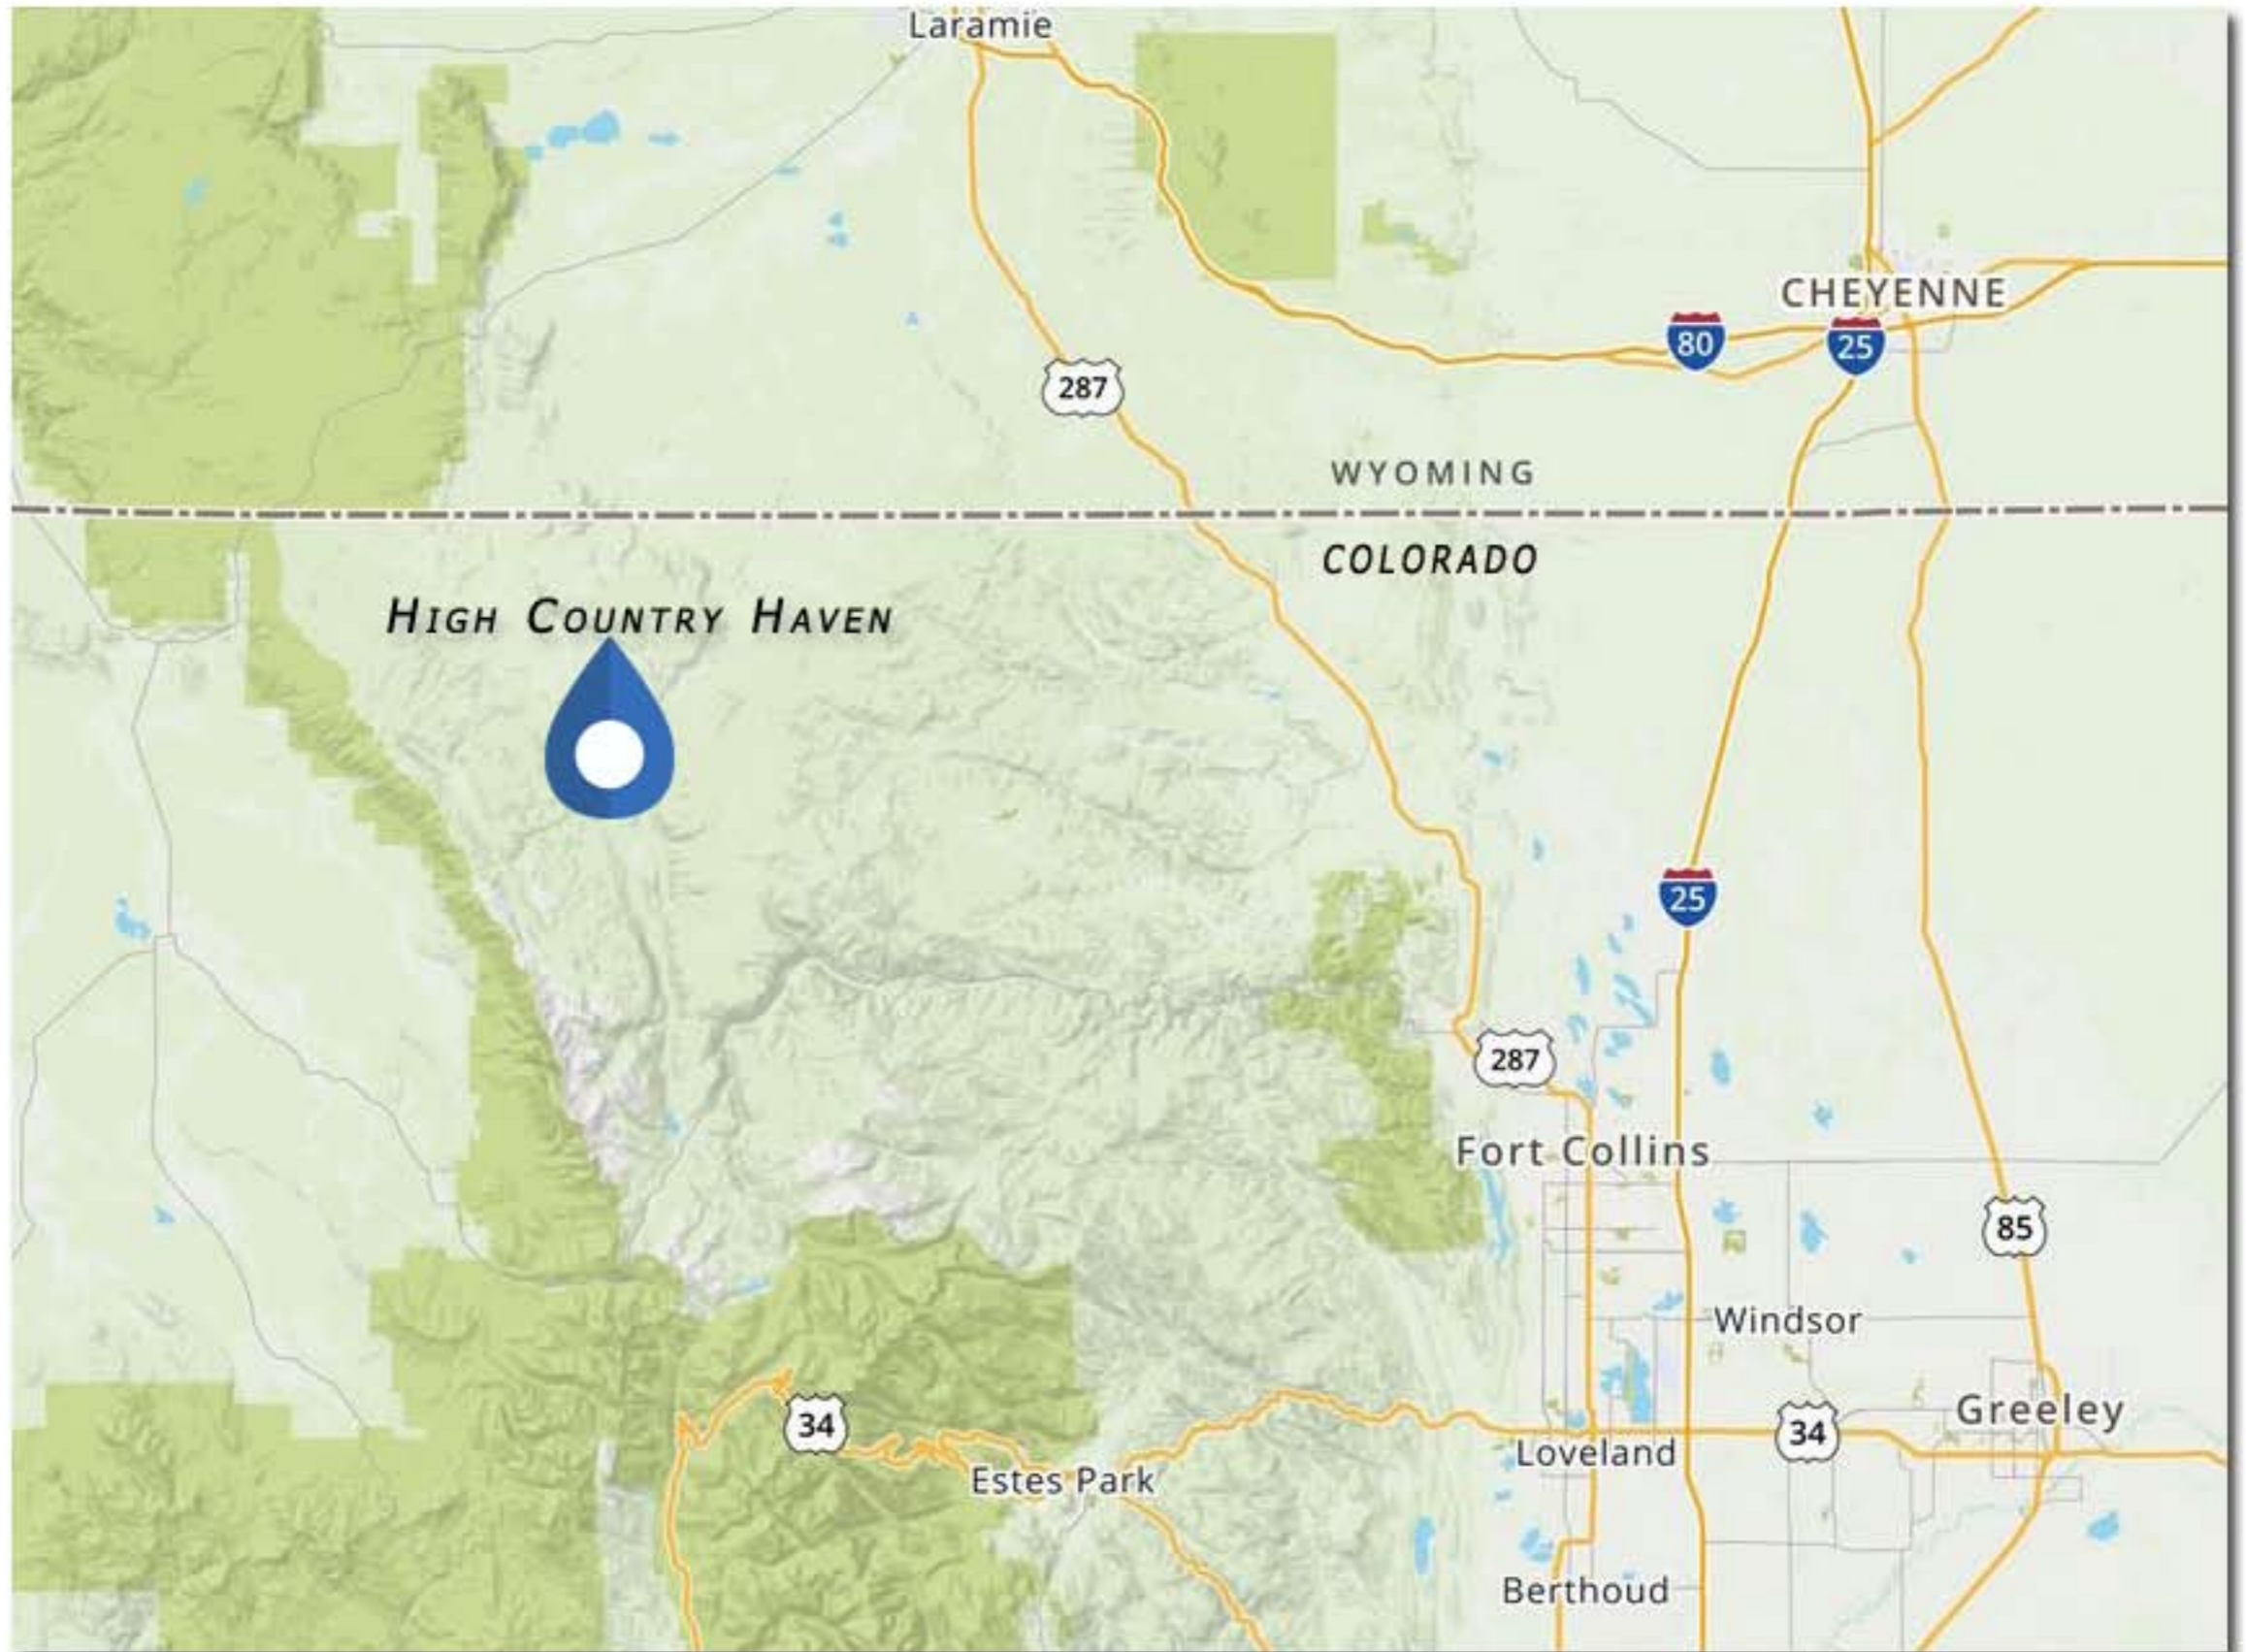 Laramie
CHEYENNE
80
25
287
WYOMING
COLORADO
HIGH COUNTRY HAVEN
25
287
Fort Collins
85
Windsor
34
34
Greeley
Loveland
Estes Park
Berthoud